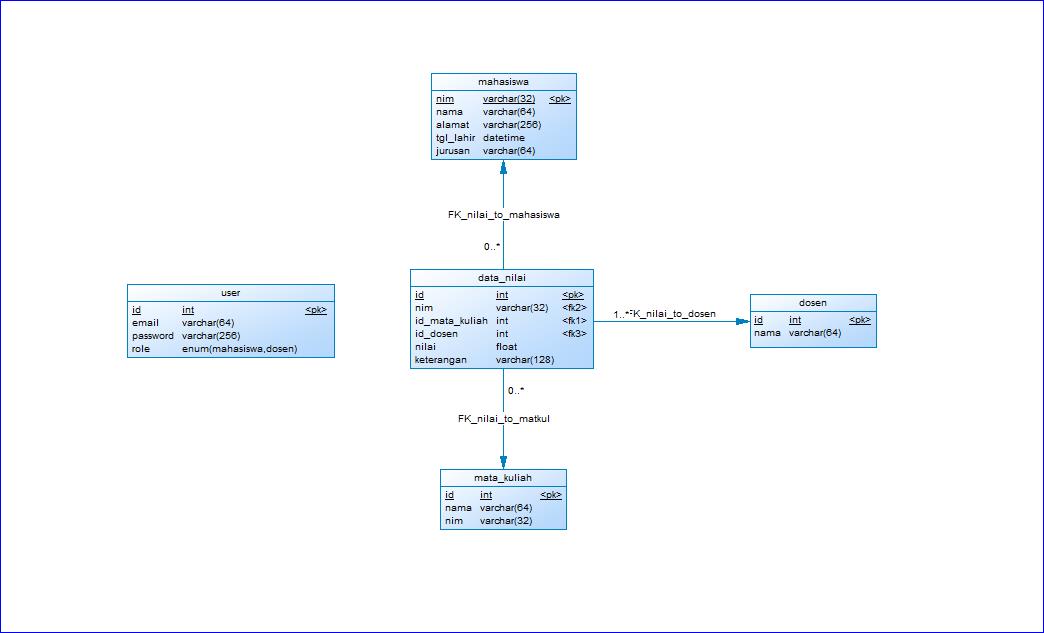 mahasiswa
nim varchar(32) <pk>
nama varchar(64)
alamat varchar(256)
tgl_lahir datetime
jurusan varchar(64)
FK_nilai_to_mahasiswa
0..*
user
id int <pk>
email varchar(64)
password varchar(256)
role enum(mahasiswa,dosen)
data_nilai
id int <pk>
nim varchar(32) <fk2>
id_mata_kuliah int <fk1>
id_dosen int <fk3>
nilai float
keterangan varchar(128)
1..*FK_nilai_to_dosen
dosen
id int <pk>
nama varchar(64)
0..*
FK_nilai_to_matkul
mata_kuliah
id int <pk>
nama varchar(64)
nim varchar(32)